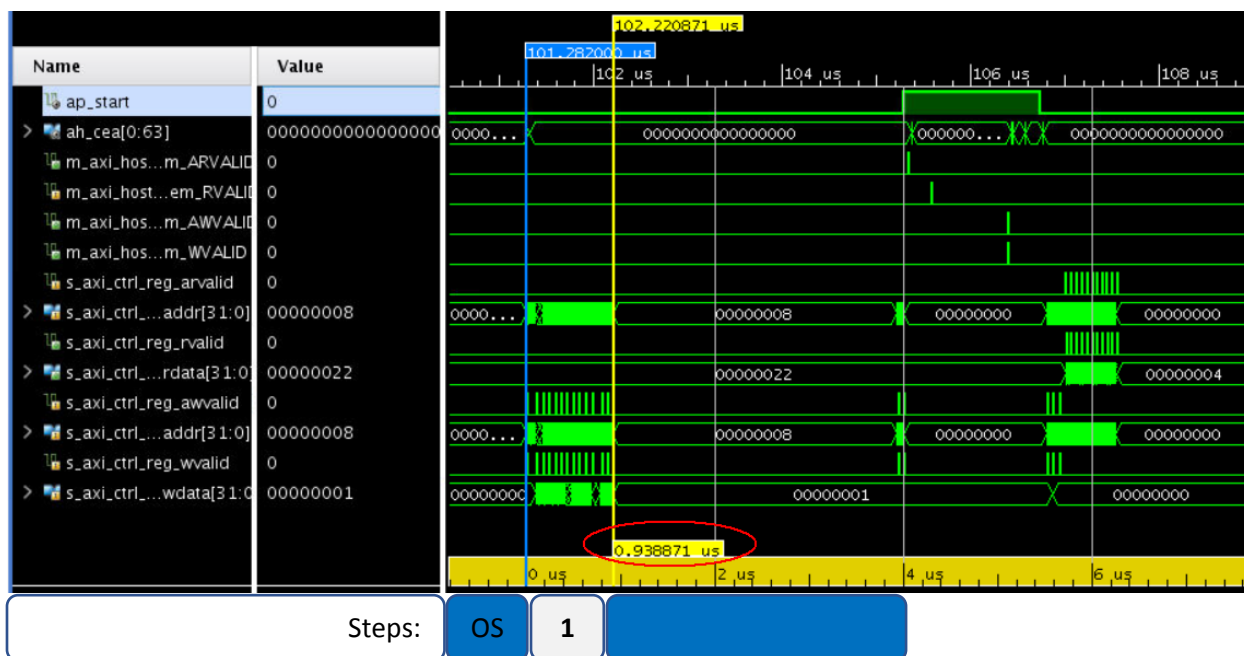 102.220871 us
101.282000 us
Name Value
102 us 104 us 106 us 108 us
ap_start 0
ah_cea[0:63] 0000000000000000 0000... 0000000000000000 000000... 0000000000000000
m_axi_hos...m_ARVALID 0
m_axi_host...em_RVALI 0
m_axi_hos...m_AWVALI 0
m_axi_hos...m_WVALID 0
s_axi_ctrl_reg_arvalid 0
s_axi_ctrl_...addr[31:0] 00000008 0000... 00000008 00000000 00000000
s_axi_ctrl_reg_rvalid 0
s_axi_ctrl_...rdata[31:0] 00000022 00000022 00000004
s_axi_ctrl_reg_awvalid 0
s_axi_ctrl_...addr[31:0] 00000008 0000... 00000008 00000000 00000000
s_axi_ctrl_reg_wvalid 0
s_axi_ctrl_...wdata[31:0 00000001 00000000 00000001 00000000
0.938871 us
0 us 2 us 4 us 6 us
Steps: OS 1